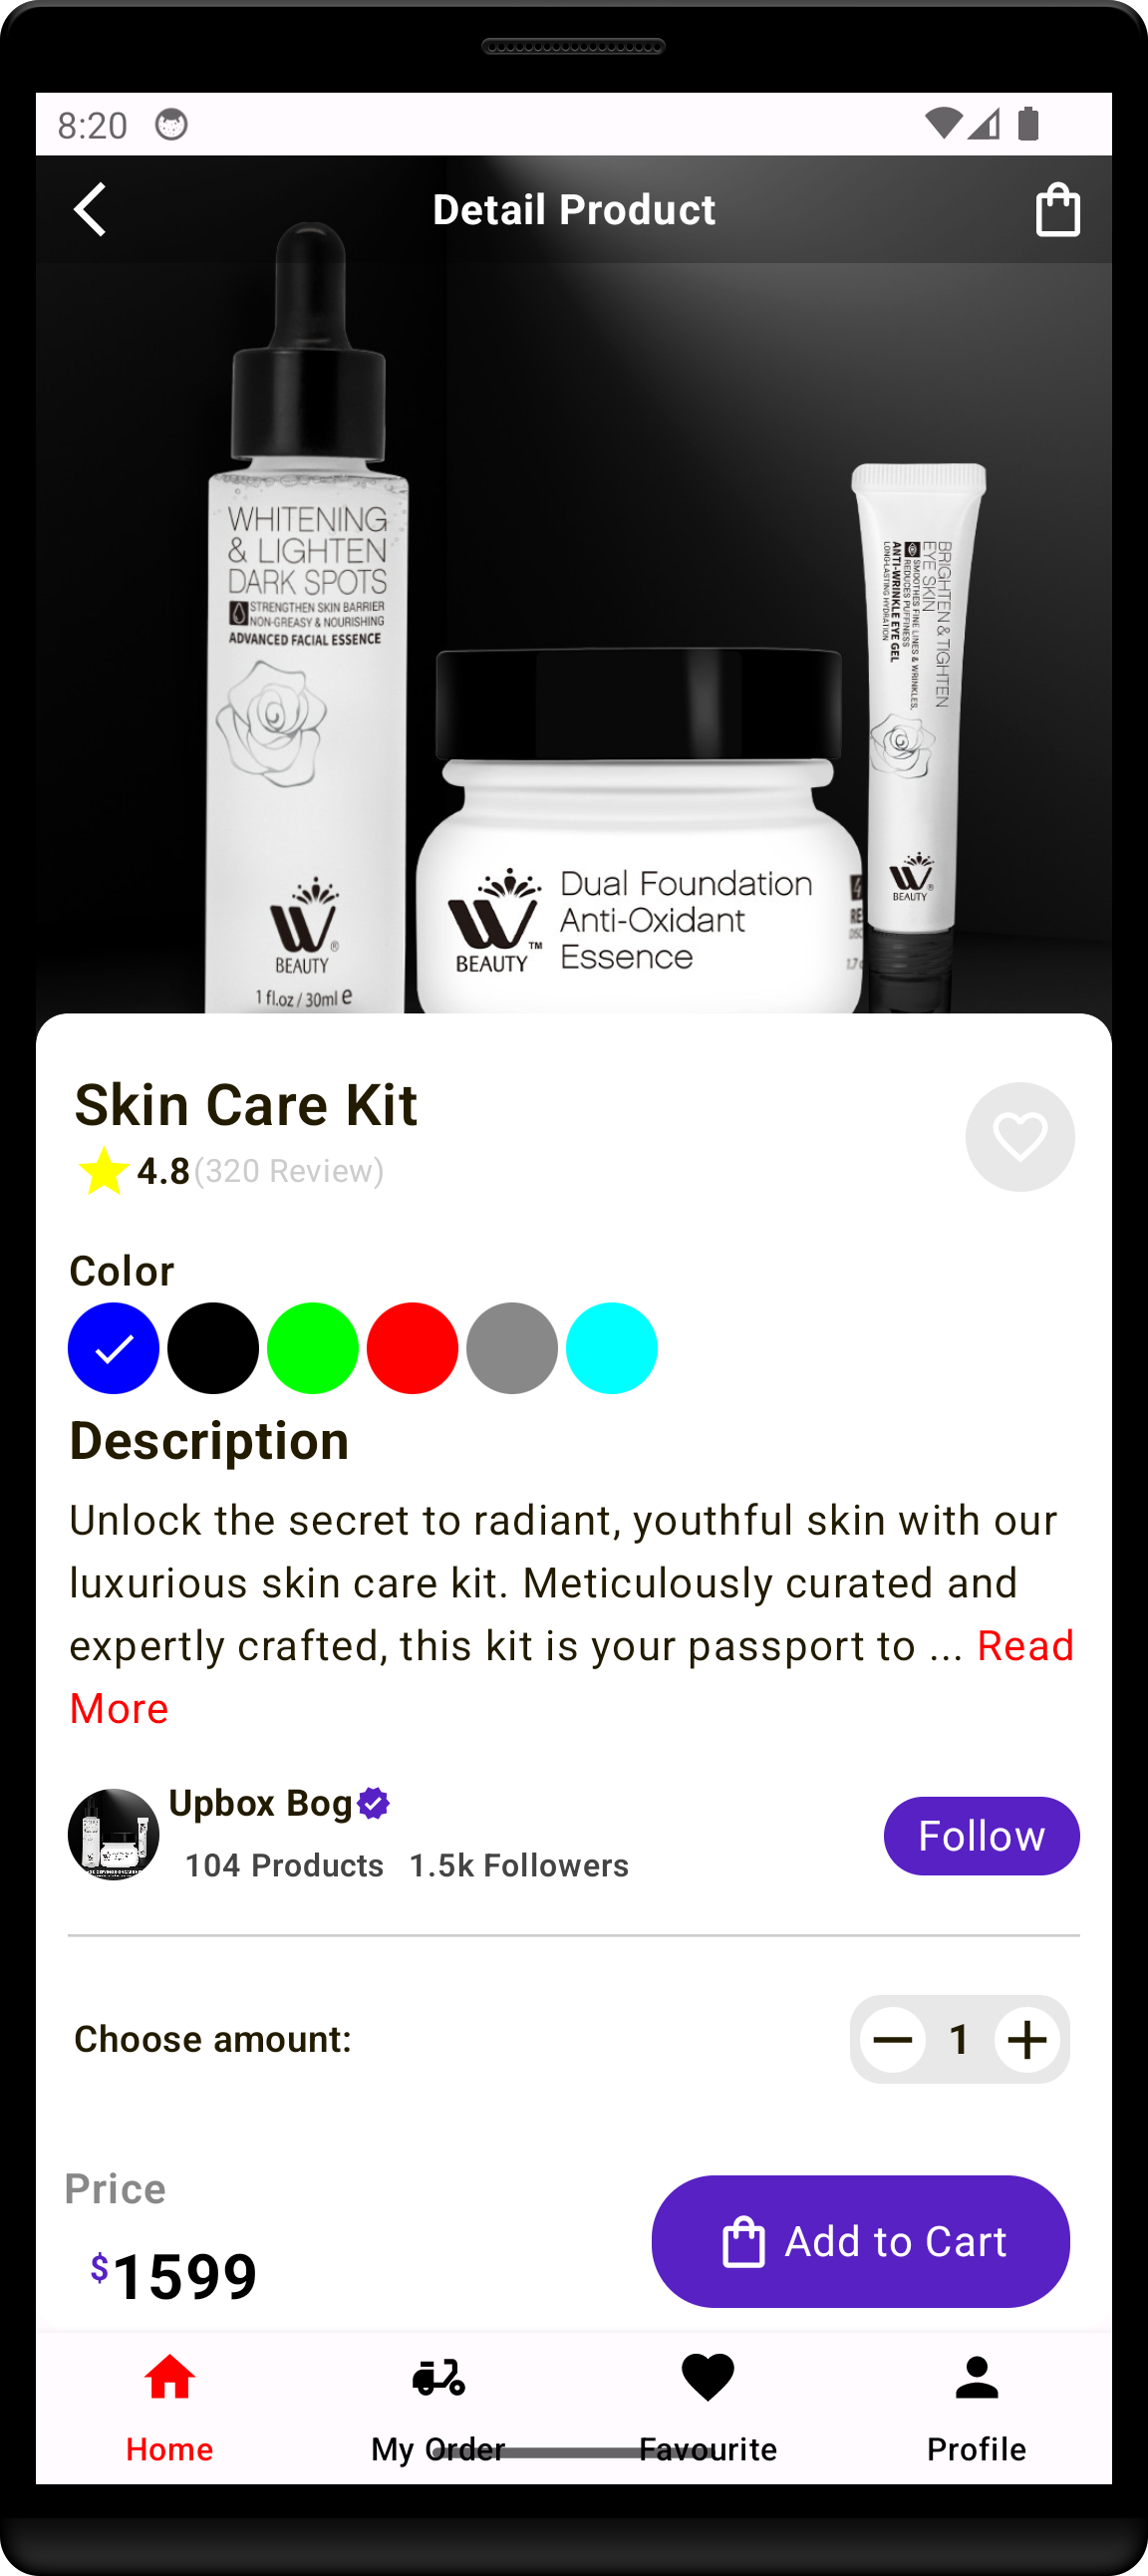 8:20
Detail Product
WHITENING
& LIGHTEN
DARK SPOTS
STRENGTHEN SKIN BARRIER
NON-GREASY & NOURISHING
ADVANCED FACIAL ESSENCE
W®
BEAUTY
1 fl.oz / 30ml e
W™
BEAUTY
Dual Foundation
Anti-Oxidant
Essence
BRIGHTEN & TIGHTEN
EYE SKIN
SMOOTHES FINE LINES & WRINKLES,
REDUCES PUFFINESS
ANTI-WRINKLE EYE GEL
LONG-LASTING HYDRATION
W®
BEAUTY
Skin Care Kit
4.8(320 Review)
Color
Description
Unlock the secret to radiant, youthful skin with our
luxurious skin care kit. Meticulously curated and
expertly crafted, this kit is your passport to ... Read
More
Upbox Bog
104 Products 1.5k Followers
Follow
Choose amount:
1
Price
$1599
Add to Cart
Home
My Order
Favourite
Profile